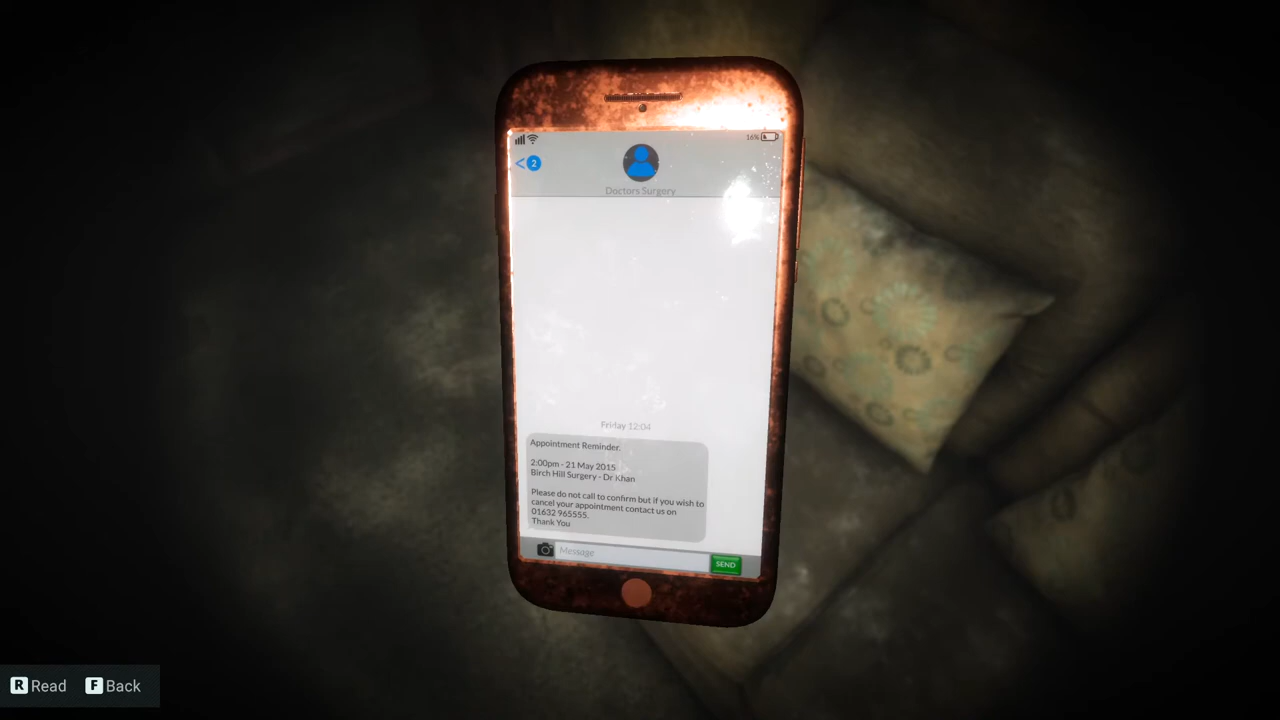 16%
< 2
Doctors Surgery
Friday 12:04
Appointment Reminder.
2:00pm - 21 May 2015
Birch Hill Surgery - Dr Khan
Please do not call to confirm but if you wish to
cancel your appointment contact us on
01632 965555.
Thank You
Message
SEND
R Read F Back